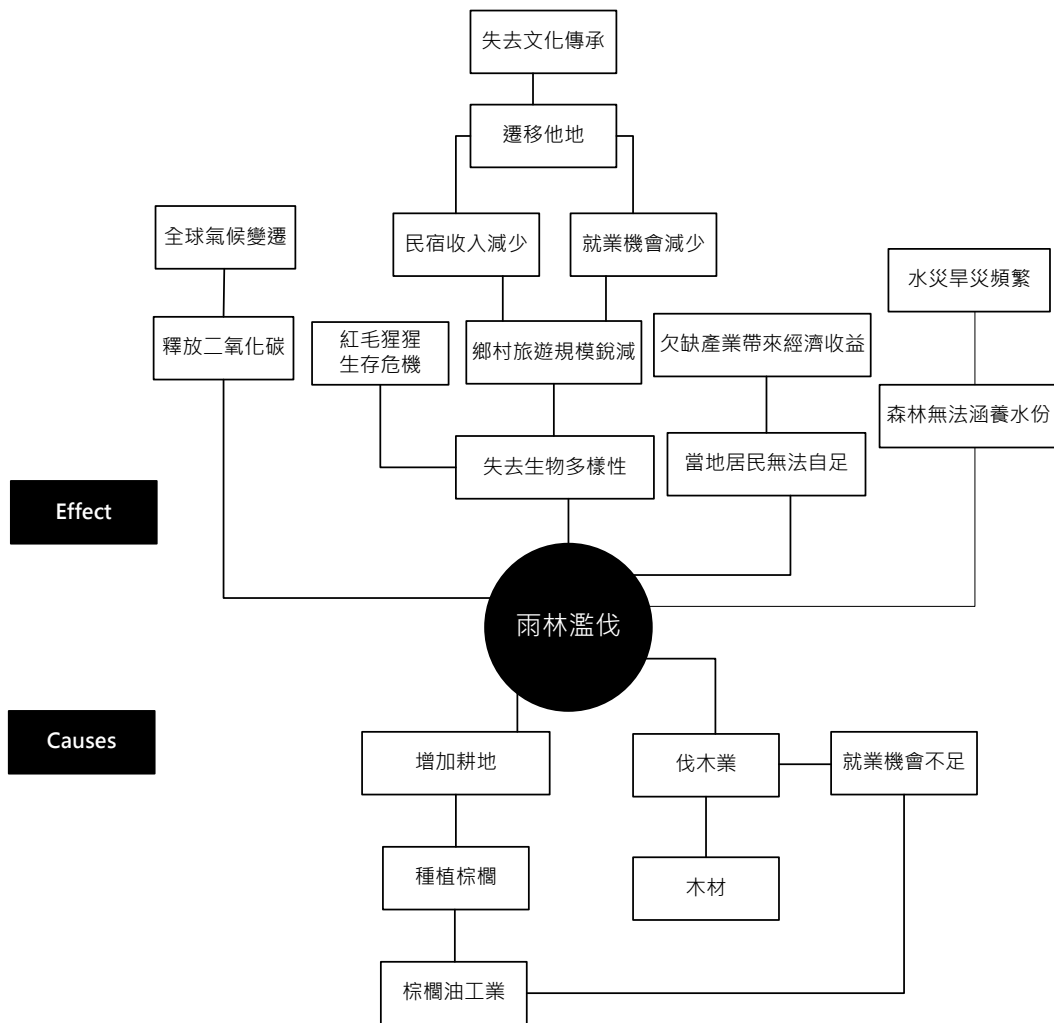 失去文化傳承
遷移他地
全球氣候變遷
民宿收入減少
就業機會減少
水災旱災頻繁
釋放二氧化碳
紅毛猩猩
生存危機
鄉村旅遊規模銳減
欠缺產業帶來經濟收益
森林無法涵養水份
失去生物多樣性
當地居民無法自足
Effect
雨林濫伐
Causes
增加耕地
伐木業
就業機會不足
種植棕櫚
木材
棕櫚油工業